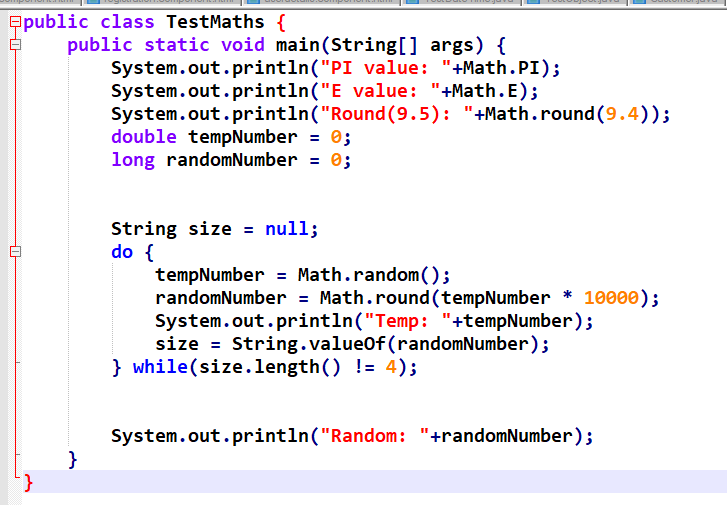 public class TestMaths {
    public static void main(String[] args) {
        System.out.println("PI value: "+Math.PI);
        System.out.println("E value: "+Math.E);
        System.out.println("Round(9.5): "+Math.round(9.4));
        double tempNumber = 0;
        long randomNumber = 0;
        String size = null;
        do {
            tempNumber = Math.random();
            randomNumber = Math.round(tempNumber * 10000);
            System.out.println("Temp: "+tempNumber);
            size = String.valueOf(randomNumber);
        } while(size.length() != 4);
        System.out.println("Random: "+randomNumber);
    }
}